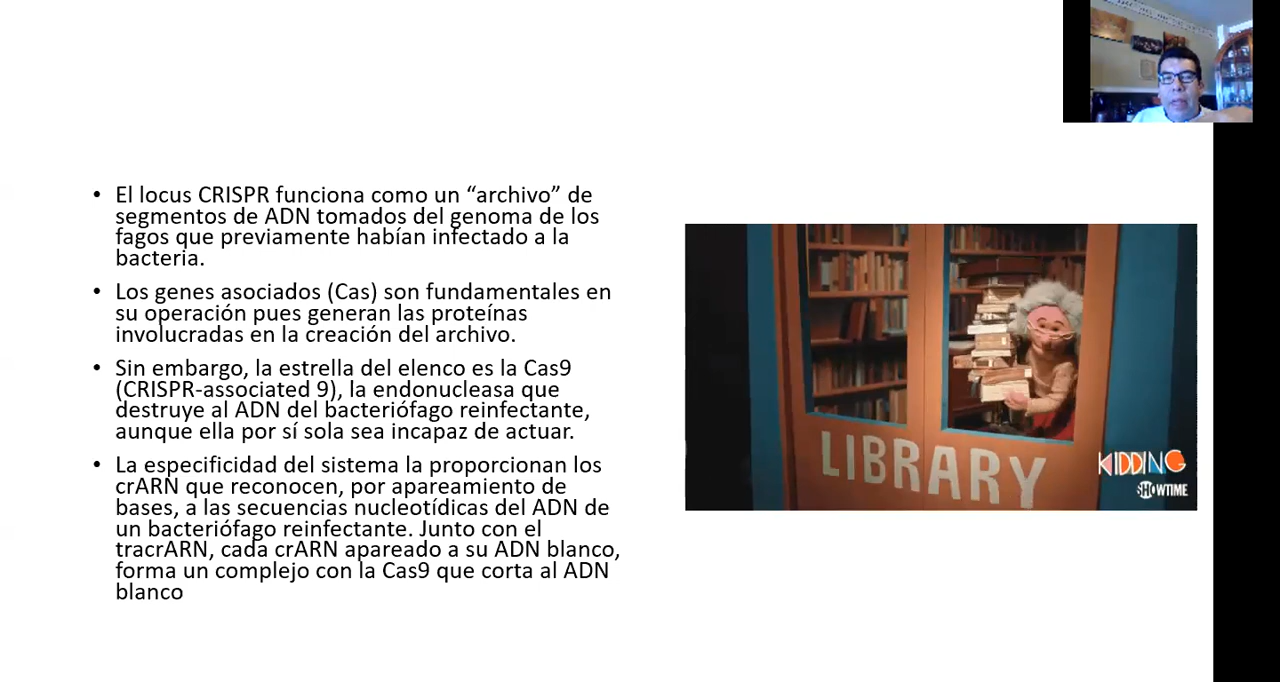 • El locus CRISPR funciona como un “archivo” de
segmentos de ADN tomados del genoma de los
fagos que previamente habían infectado a la
bacteria.
• Los genes asociados (Cas) son fundamentales en
su operación pues generan las proteínas
involucradas en la creación del archivo.
• Sin embargo, la estrella del elenco es la Cas9
(CRISPR-associated 9), la endonucleasa que
destruye al ADN del bacteriófago reinfectante,
aunque ella por sí sola sea incapaz de actuar.
• La especificidad del sistema la proporcionan los
crARN que reconocen, por apareamiento de
bases, a las secuencias nucleotídicas del ADN de
un bacteriófago reinfectante. Junto con el
tracrARN, cada crARN apareado a su ADN blanco,
forma un complejo con la Cas9 que corta al ADN
blanco
LIBRARY
KIDDING
SHOWTIME